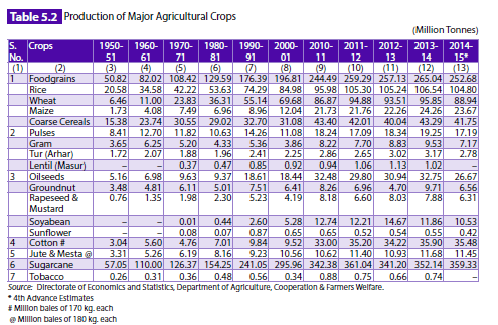 Table 5.2 Production of Major Agricultural Crops
(Million Tonnes)
S. Crops 1950- 1960- 1970- 1980- 1990- 2000- 2010- 2011- 2012- 2013- 2014-
No. 51 61 71 81 91 01 11 12 13 14 15*
(1) (2) (3) (4) (5) (6) (7) (8) (9) (10) (11) (12) (13)
1 Foodgrains 50.82 82.02 108.42 129.59 176.39 196.81 244.49 259.29 257.13 265.04 252.68
Rice 20.58 34.58 42.22 53.63 74.29 84.98 95.98 105.30 105.24 106.54 104.80
Wheat 6.46 11.00 23.83 36.31 55.14 69.68 86.87 94.88 93.51 95.85 88.94
Maize 1.73 4.08 7.49 6.96 8.96 12.04 21.73 21.76 22.26 24.26 23.67
Coarse Cereals 15.38 23.74 30.55 29.02 32.70 31.08 43.40 42.01 40.04 43.29 41.75
2 Pulses 8.41 12.70 11.82 10.63 14.26 11.08 18.24 17.09 18.34 19.25 17.19
Gram 3.65 6.25 5.20 4.33 5.36 3.86 8.22 7.70 8.83 9.53 7.17
Tur (Arhar) 1.72 2.07 1.88 1.96 2.41 2.25 2.86 2.65 3.02 3.17 2.78
Lentil (Masur) 0.37 0.47 0.85 0.92 0.94 1.06 1.13 1.02 –
3 Oilseeds 5.16 6.98 9.63 9.37 18.61 18.44 32.48 29.80 30.94 32.75 26.67
Groundnut 3.48 4.81 6.11 5.01 7.51 6.41 8.26 6.96 4.70 9.71 6.56
Rapeseed & 0.76 1.35 1.98 2.30 5.23 4.19 8.18 6.60 8.03 7.88 6.31
Mustard
Soyabean – – 0.01 0.44 2.60 5.28 12.74 12.21 14.67 11.86 10.53
Sunflower – – 0.08 0.07 0.87 0.65 0.65 0.52 0.54 0.55 0.42
4 Cotton # 3.04 5.60 4.76 7.01 9.84 9.52 33.00 35.20 34.22 35.90 35.48
5 Jute & Mesta @ 3.31 5.26 6.19 8.16 9.23 10.56 10.62 11.40 10.93 11.68 11.45
6 Sugarcane 57.05 110.00 126.37 154.25 241.05 295.96 342.38 361.04 341.20 352.14 359.33
7 Tobacco 0.26 0.31 0.36 0.48 0.56 0.34 0.88 0.75 0.66 0.74 –
Source: Directorate of Economics and Statistics, Department of Agriculture, Cooperation & Farmers Welfare.
* 4th Advance Estimates
# Million bales of 170 kg. each
@ Million bales of 180 kg. each